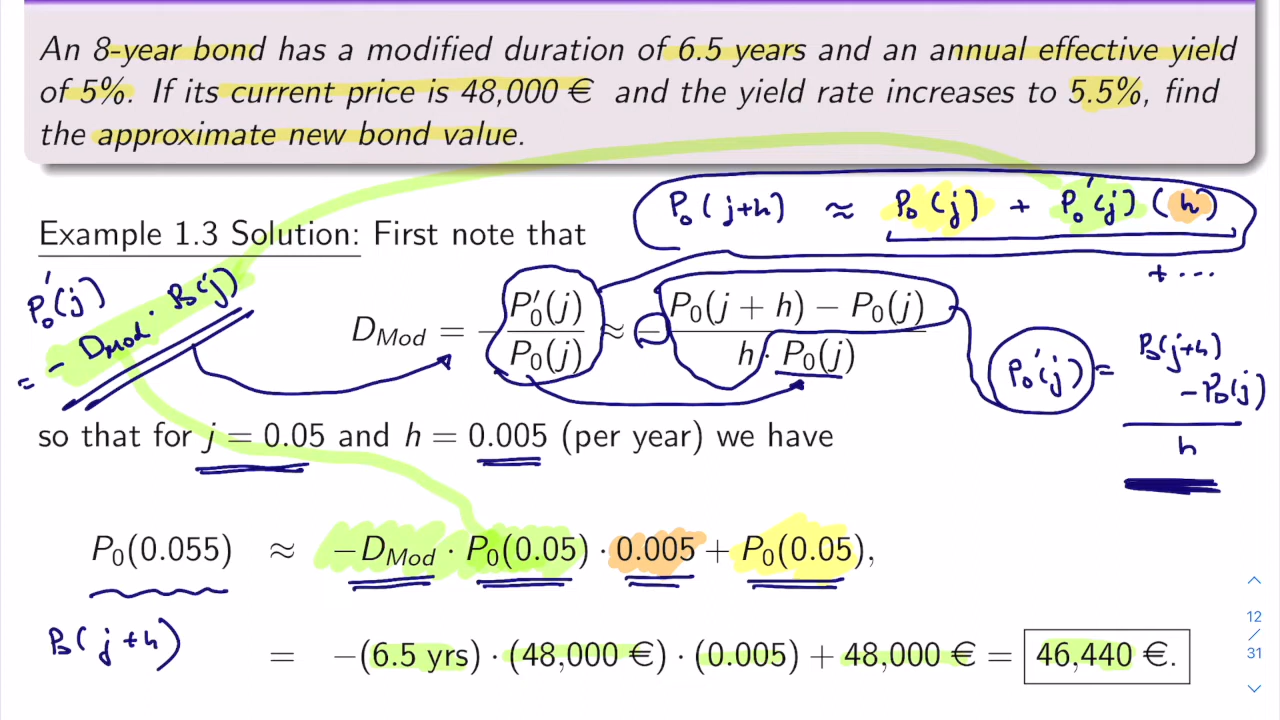 An 8-year bond has a modified duration of 6.5 years and an annual effective yield
of 5%. If its current price is 48,000 € and the yield rate increases to 5.5%, find
the approximate new bond value.
P₀(j+h) ≈ P₀(j) + P₀'(j)(h)
+ ...
Example 1.3 Solution: First note that
P₀'(j)
= - D_Mod · P₀(j)
D_Mod = - P₀′(j) / P₀(j) ≈ - (P₀(j + h) − P₀(j)) / (h · P₀(j))
P₀'(j) = (P₀(j+h) - P₀(j)) / h
so that for j = 0.05 and h = 0.005 (per year) we have
P₀(0.055) ≈ −D_Mod · P₀(0.05) · 0.005 + P₀(0.05),
P₀(j+h)
= −(6.5 yrs) · (48,000 €) · (0.005) + 48,000 € = 46,440 €.
12
/
31